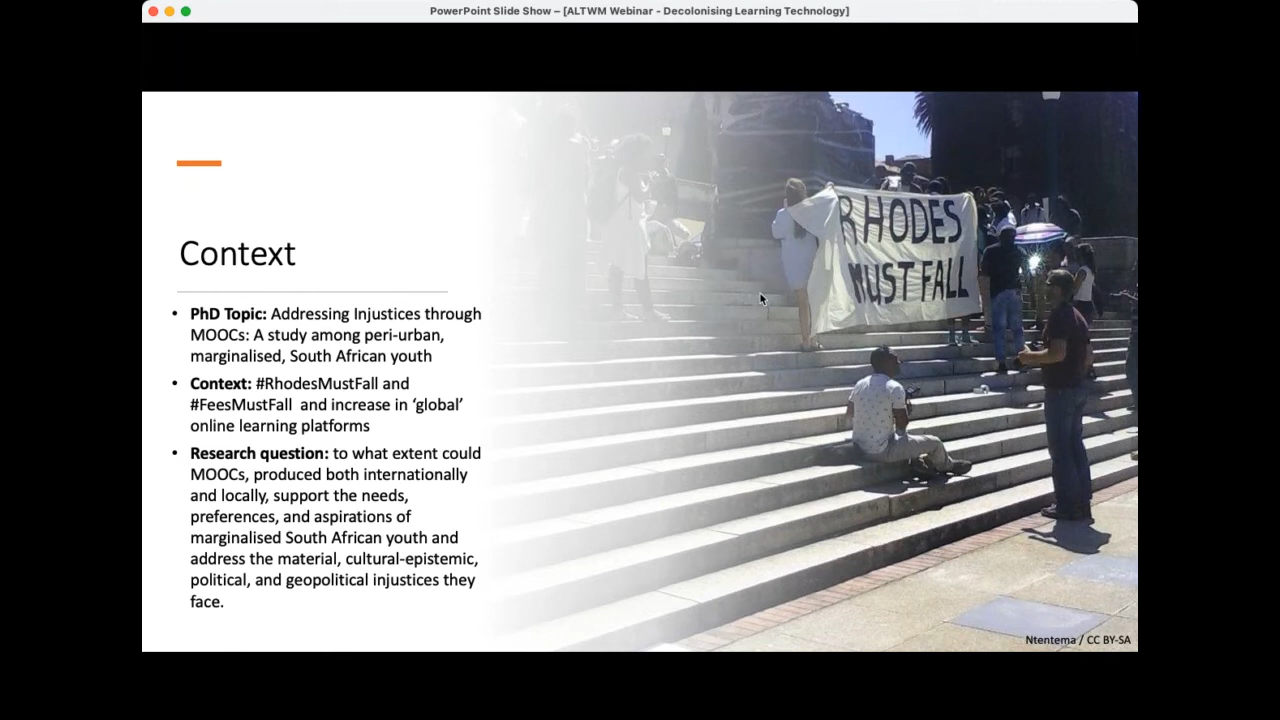 PowerPoint Slide Show – [ALTWM Webinar - Decolonising Learning Technology]
Context
• PhD Topic: Addressing Injustices through
MOOCs: A study among peri-urban,
marginalised, South African youth
• Context: #RhodesMustFall and
#FeesMustFall  and increase in ‘global’
online learning platforms
• Research question: to what extent could
MOOCs, produced both internationally
and locally, support the needs,
preferences, and aspirations of
marginalised South African youth and
address the material, cultural-epistemic,
political, and geopolitical injustices they
face.
RHODES
MUST FALL
Ntentema / CC BY-SA